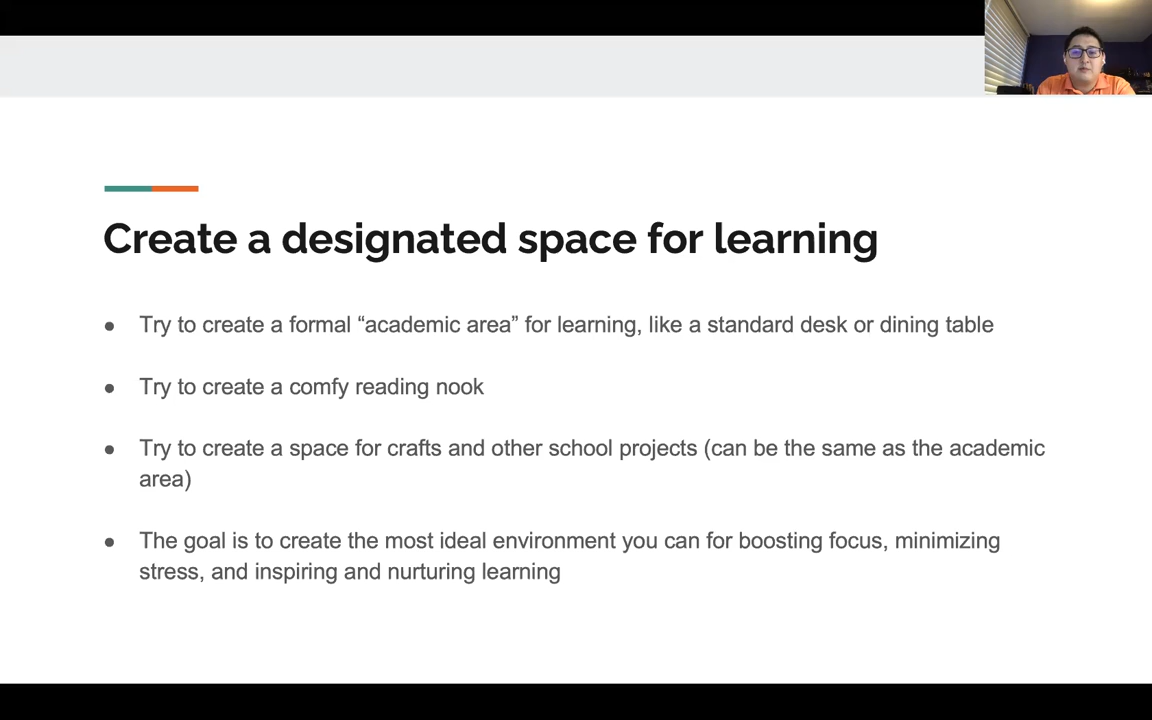 Create a designated space for learning
● Try to create a formal “academic area” for learning, like a standard desk or dining table
● Try to create a comfy reading nook
● Try to create a space for crafts and other school projects (can be the same as the academic
area)
● The goal is to create the most ideal environment you can for boosting focus, minimizing
stress, and inspiring and nurturing learning